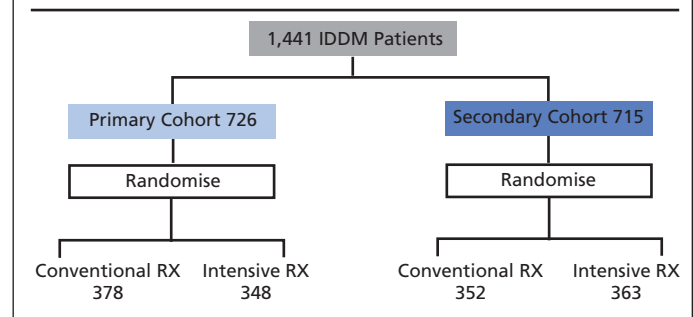 1,441 IDDM Patients
Primary Cohort 726
Secondary Cohort 715
Randomise
Randomise
Conventional RX
378
Intensive RX
348
Conventional RX
352
Intensive RX
363